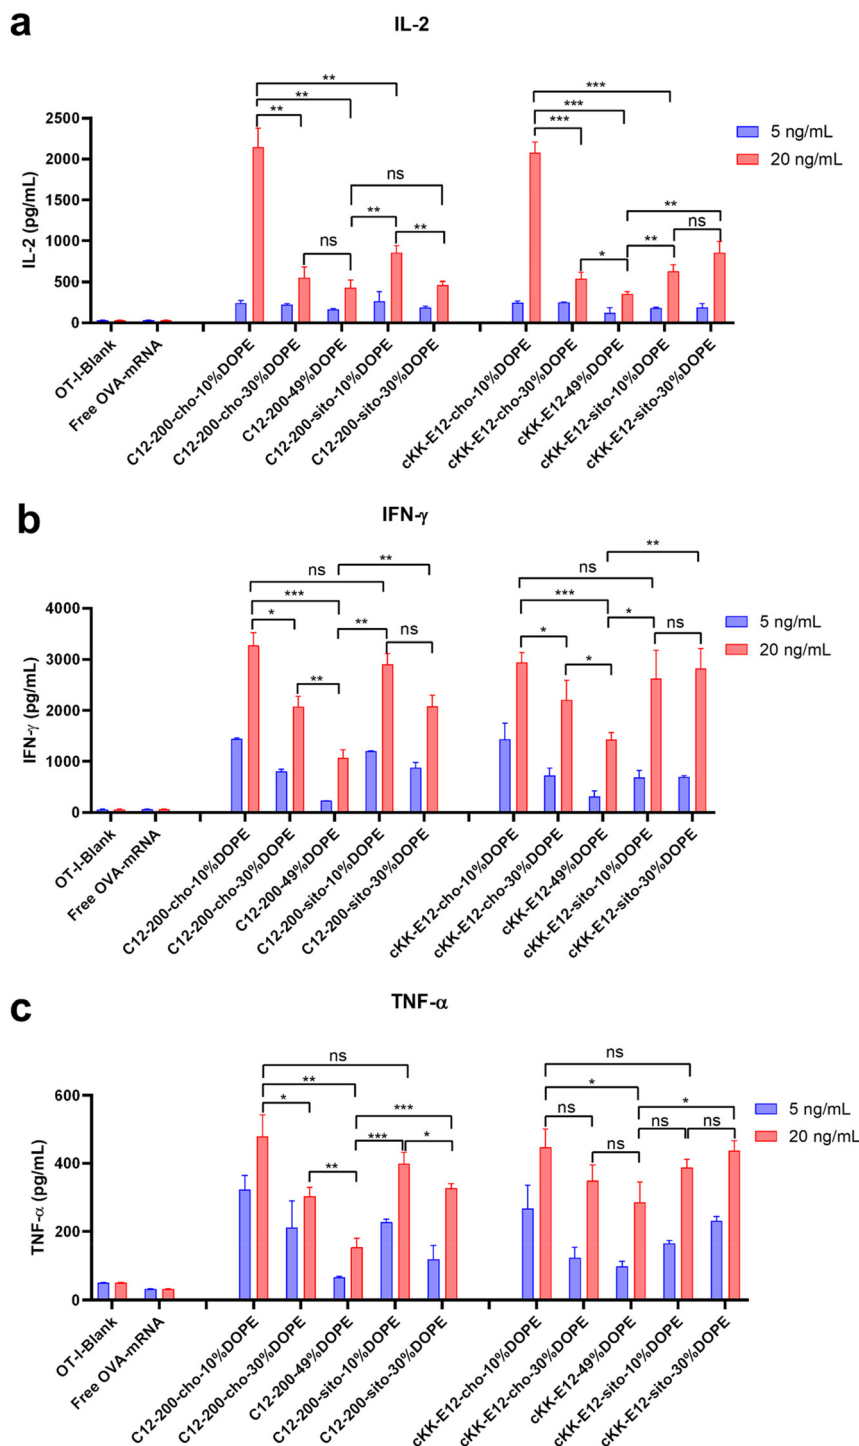 a
IL-2
** ***
** ***
** ***
2500
2000
1500
1000
500
0
IL-2 (pg/mL)
ns **
** ns
ns ** * **
5 ng/mL
20 ng/mL
OT-I-Blank
Free OVA-mRNA
C12-200-cho-10%DOPE
C12-200-cho-30%DOPE
C12-200-49%DOPE
C12-200-sito-10%DOPE
C12-200-sito-30%DOPE
cKK-E12-cho-10%DOPE
cKK-E12-cho-30%DOPE
cKK-E12-49%DOPE
cKK-E12-sito-10%DOPE
cKK-E12-sito-30%DOPE
b
IFN-γ
** **
ns ns
*** ***
* ** ns * * ns
** *
4000
3000
2000
1000
0
IFN-γ (pg/mL)
5 ng/mL
20 ng/mL
OT-I-Blank
Free OVA-mRNA
C12-200-cho-10%DOPE
C12-200-cho-30%DOPE
C12-200-49%DOPE
C12-200-sito-10%DOPE
C12-200-sito-30%DOPE
cKK-E12-cho-10%DOPE
cKK-E12-cho-30%DOPE
cKK-E12-49%DOPE
cKK-E12-sito-10%DOPE
cKK-E12-sito-30%DOPE
c
TNF-α
ns ns
** *
* *** ns *
*** * ns ns
** ns
600
400
200
0
TNF-α (pg/mL)
5 ng/mL
20 ng/mL
OT-I-Blank
Free OVA-mRNA
C12-200-cho-10%DOPE
C12-200-cho-30%DOPE
C12-200-49%DOPE
C12-200-sito-10%DOPE
C12-200-sito-30%DOPE
cKK-E12-cho-10%DOPE
cKK-E12-cho-30%DOPE
cKK-E12-49%DOPE
cKK-E12-sito-10%DOPE
cKK-E12-sito-30%DOPE